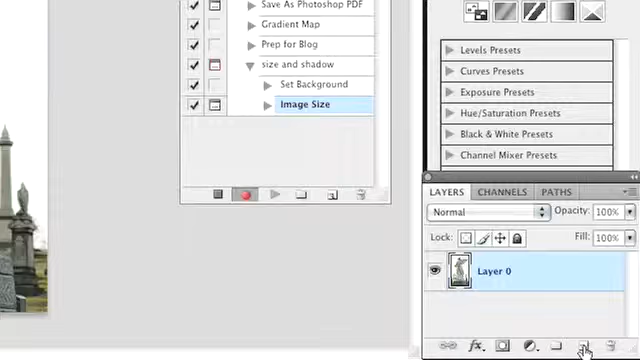 Save As Photoshop PDF
Gradient Map
Prep for Blog
size and shadow
Set Background
Image Size
Levels Presets
Curves Presets
Exposure Presets
Hue/Saturation Presets
Black & White Presets
Channel Mixer Presets
LAYERS CHANNELS PATHS
Normal Opacity: 100%
Lock: Fill: 100%
Layer 0
fx.